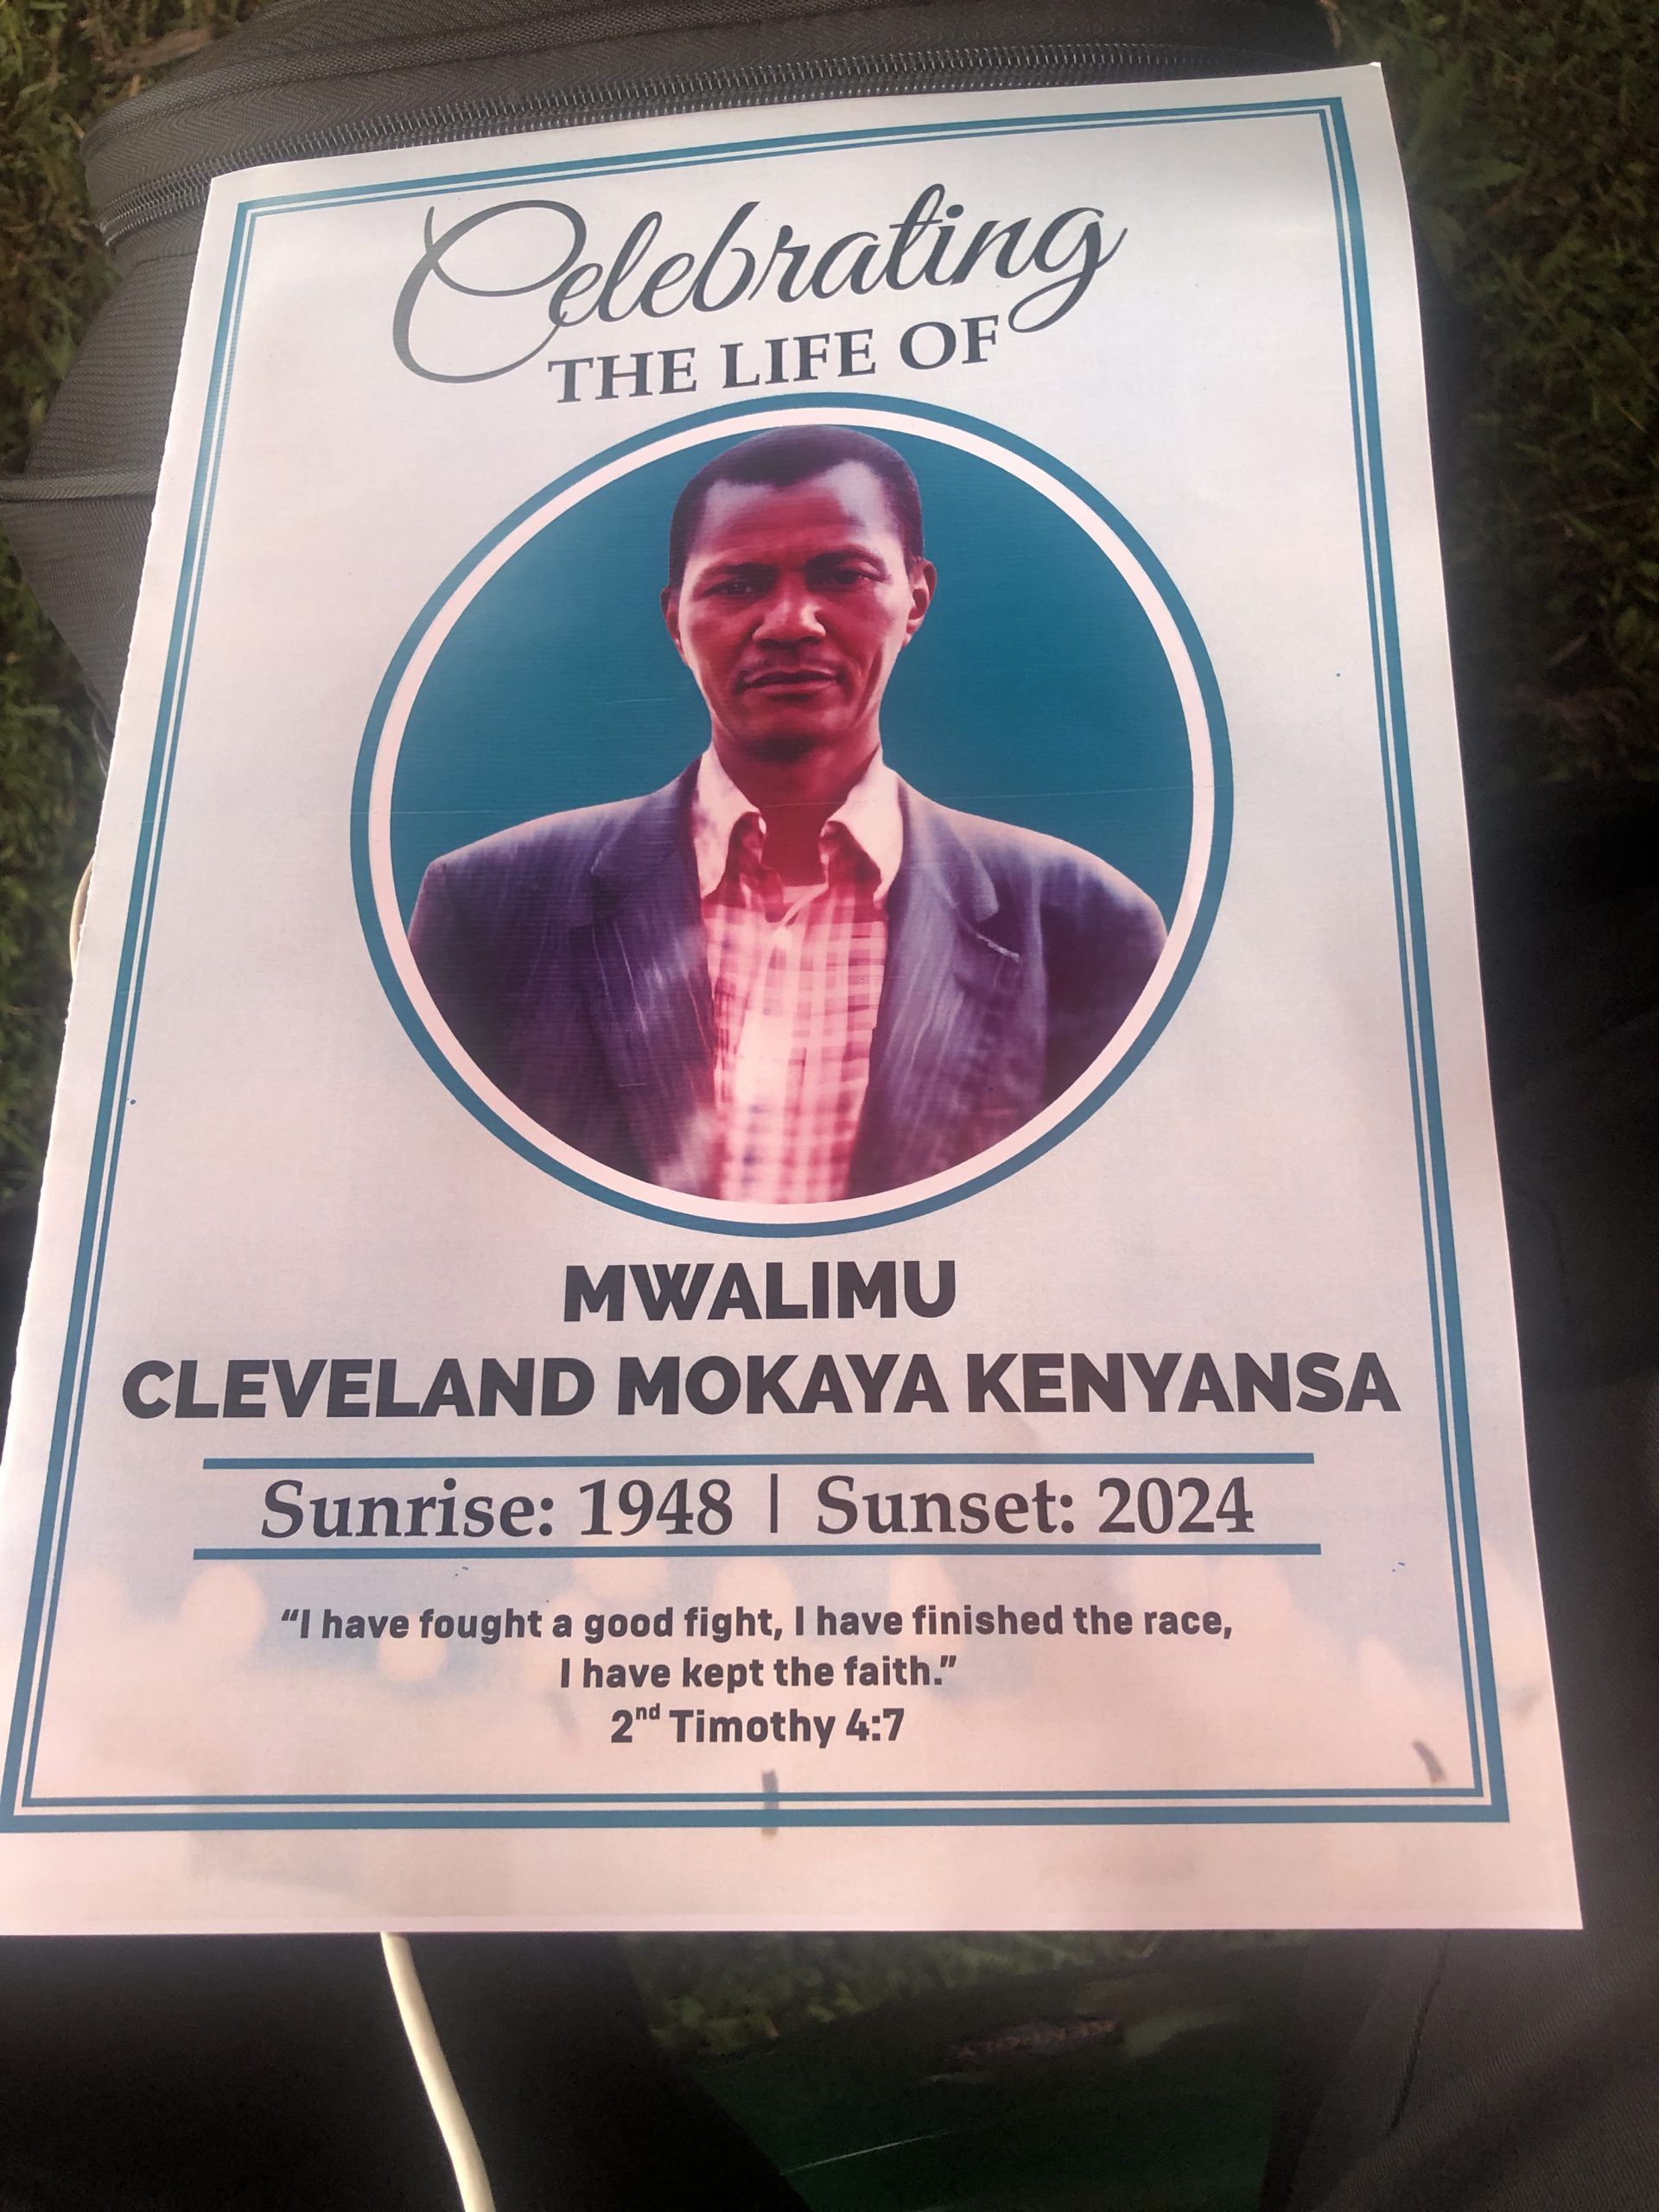 Celebrating
THE LIFE OF
MWALIMU
CLEVELAND MOKAYA KENYANSA
Sunrise: 1948 | Sunset: 2024
“I have fought a good fight, I have finished the race,
I have kept the faith.”
2nd Timothy 4:7